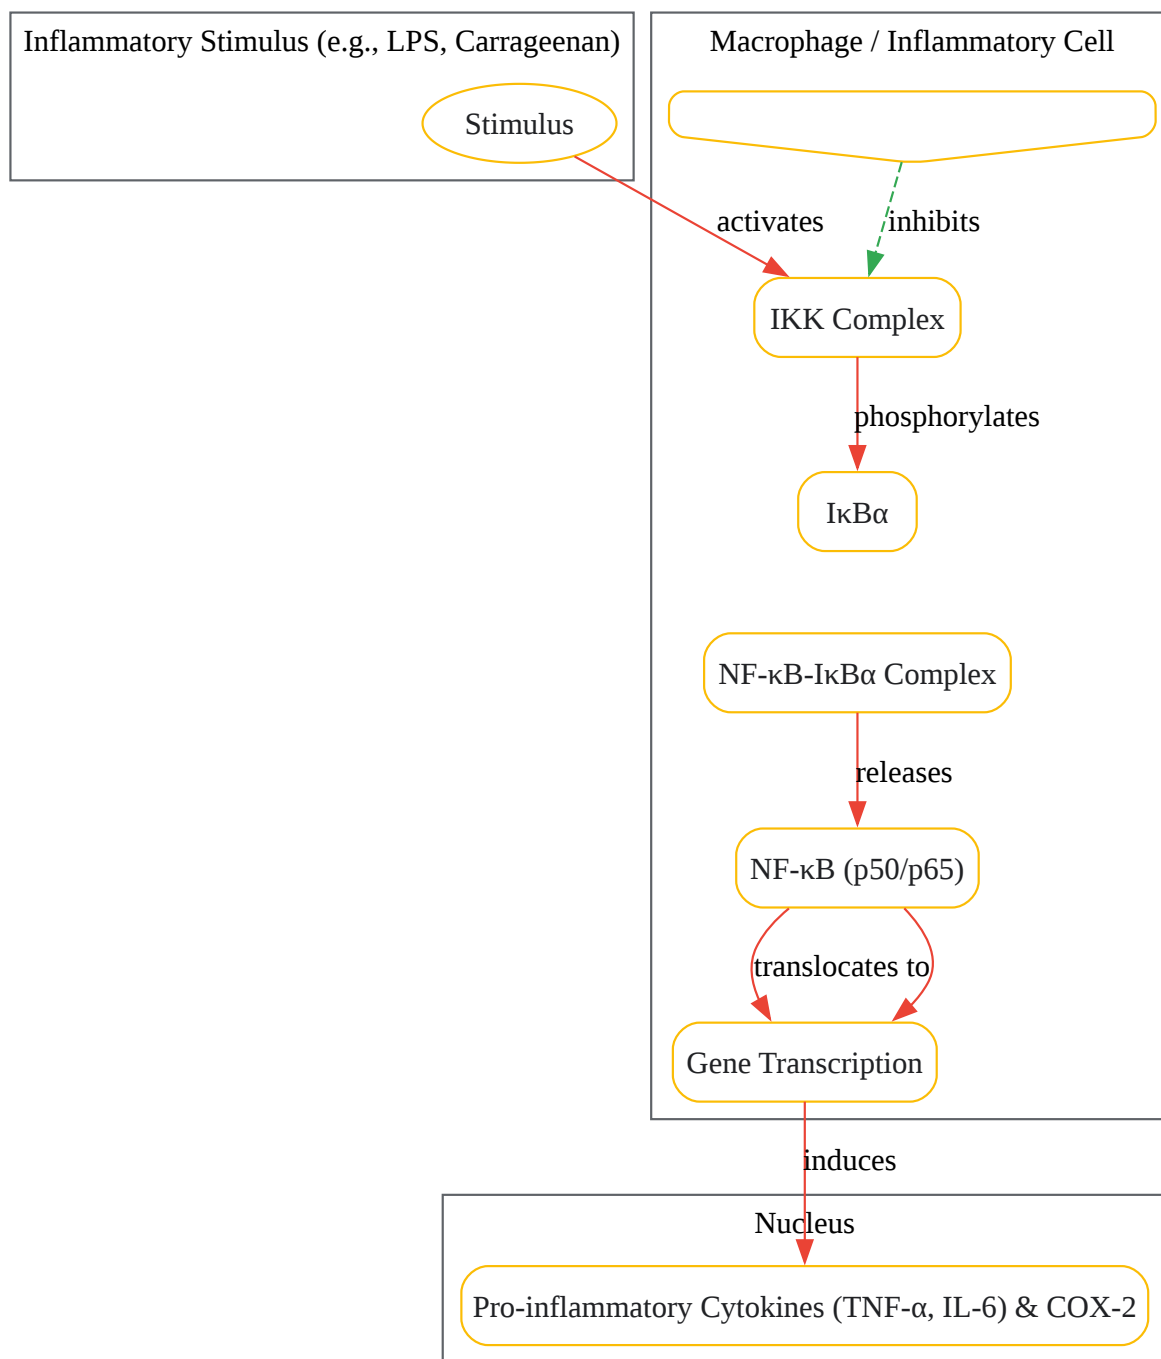 Inflammatory Stimulus (e.g., LPS, Carrageenan)
Macrophage / Inflammatory Cell
Stimulus
activates
inhibits
IKK Complex
phosphorylates
IκBα
NF-κB-IκBα Complex
releases
NF-κB (p50/p65)
translocates to
Gene Transcription
induces
Nucleus
Pro-inflammatory Cytokines (TNF-α, IL-6) & COX-2